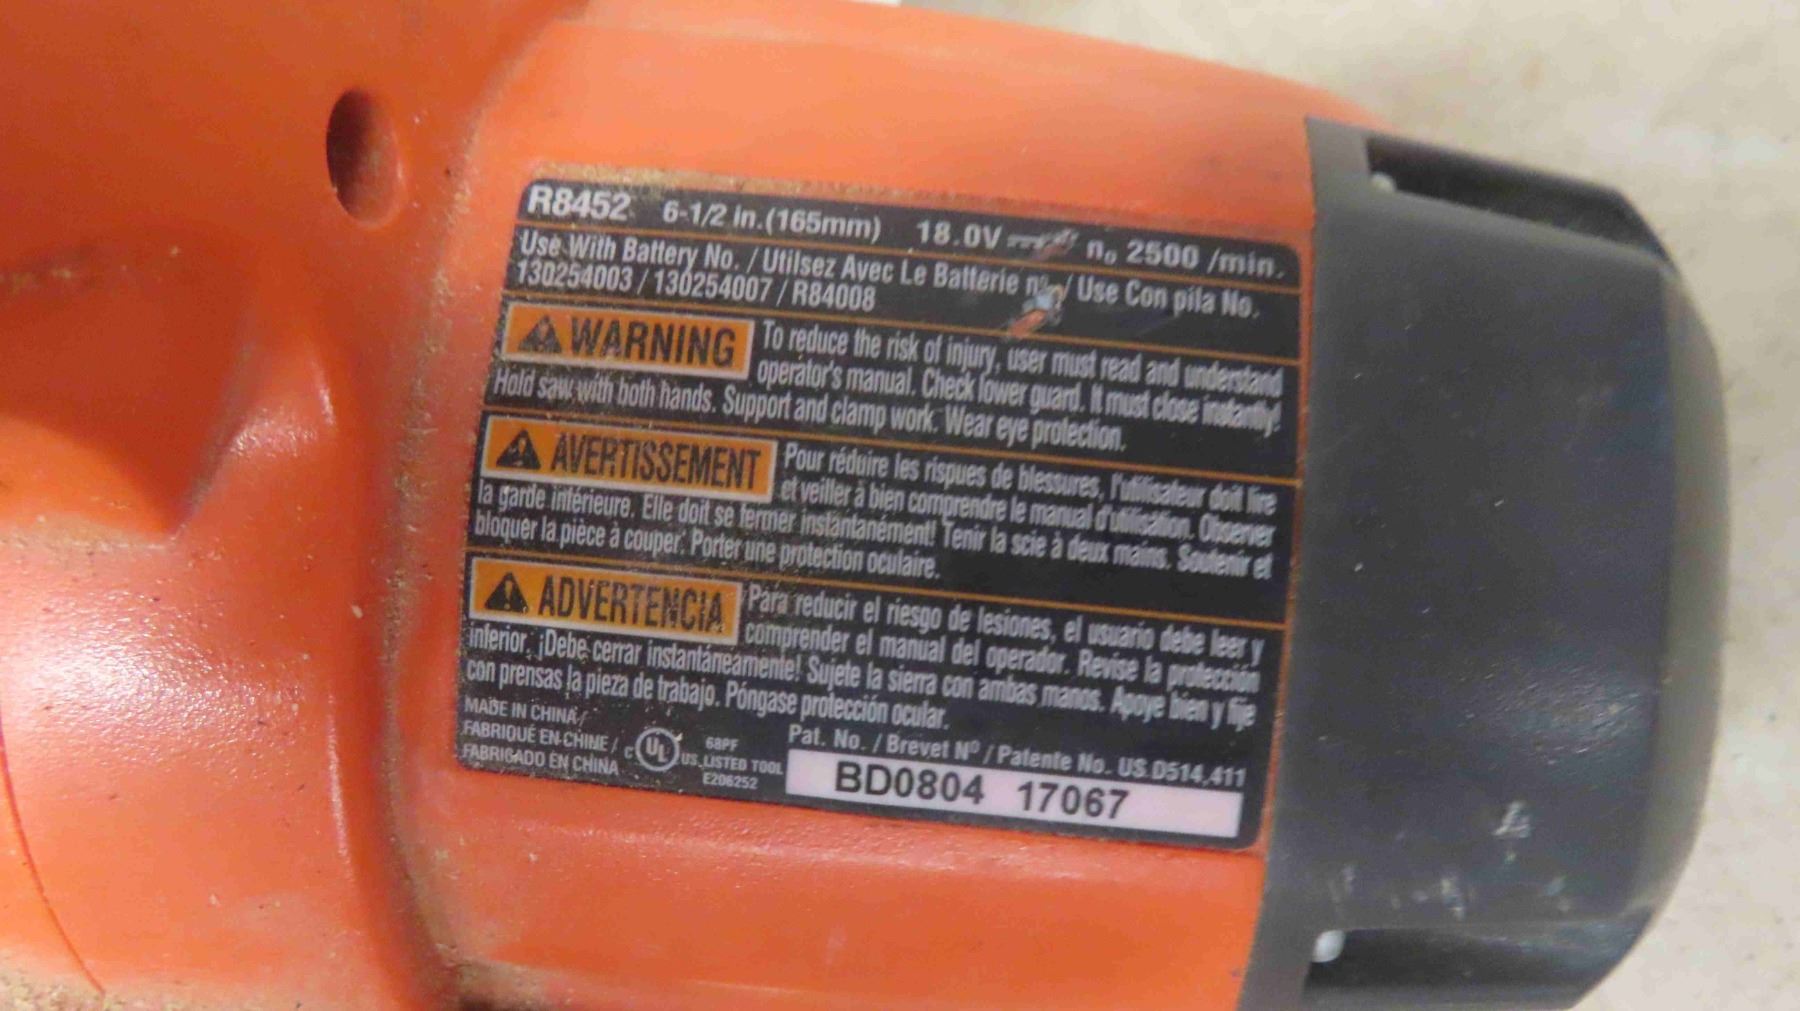 R8452 6-1/2 in.(165mm) 18.0V n₀ 2500 /min.
Use With Battery No. / Utilsez Avec Le Batterie nº / Use Con pila No.
130254003 / 130254007 / R84008
WARNING To reduce the risk of injury, user must read and understand
operator's manual. Check lower guard. It must close instantly!
Hold saw with both hands. Support and clamp work. Wear eye protection.
AVERTISSEMENT Pour réduire les rispues de blessures, l'utilisateur doit lire
et veiller à bien comprendre le manual d'utilisation. Observer
la garde inférieure. Elle doit se fermer instantanément! Tenir la scie à deux mains. Soutenir et
bloquer la pièce à couper. Porter une protection oculaire.
ADVERTENCIA Para reducir el riesgo de lesiones, el usuario debe leer y
comprender el manual del operador. Revise la protección
inferior. ¡Debe cerrar instantáneamente! Sujete la sierra con ambas manos. Apoye bien y fije
con prensas la pieza de trabajo. Póngase protección ocular.
MADE IN CHINA /
FABRIQUÉ EN CHINE /
FABRIGADO EN CHINA
C UL US LISTED TOOL
68PF
E206252
Pat. No. / Brevet Nº / Patente No. US D514,411
BD0804 17067